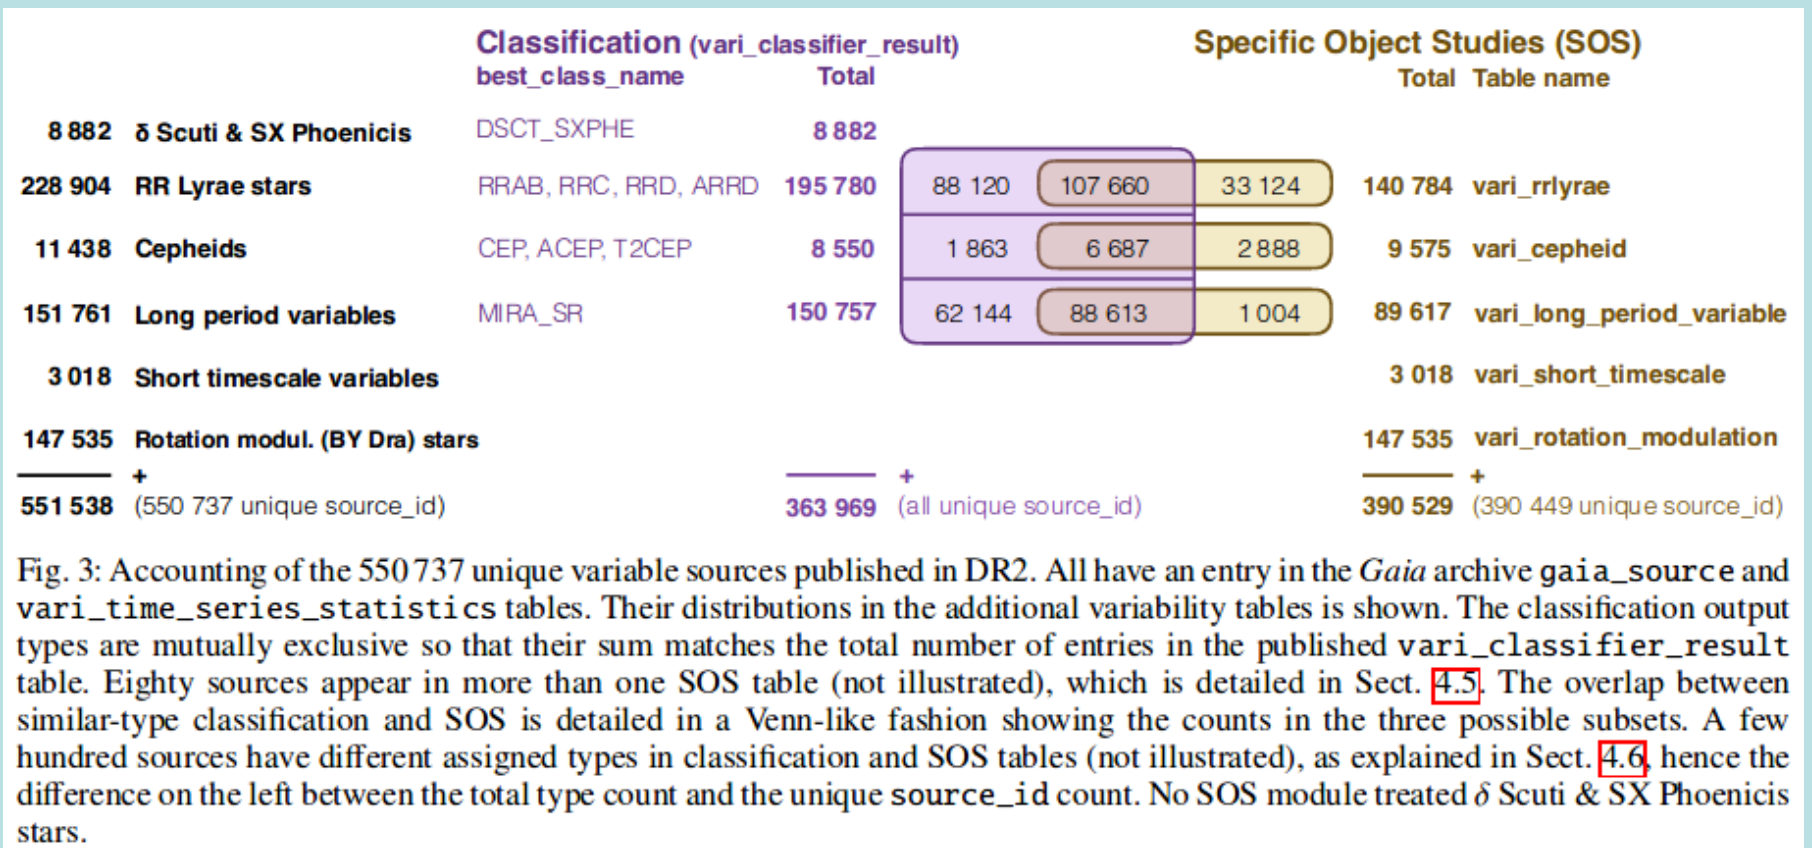 Classification (vari_classifier_result) Specific Object Studies (SOS)
best_class_name Total Total Table name
8 882 δ Scuti & SX Phoenicis DSCT_SXPHE 8 882
228 904 RR Lyrae stars RRAB, RRC, RRD, ARRD 195 780 88 120 107 660 33 124 140 784 vari_rrlyrae
11 438 Cepheids CEP, ACEP, T2CEP 8 550 1 863 6 687 2 888 9 575 vari_cepheid
151 761 Long period variables MIRA_SR 150 757 62 144 88 613 1 004 89 617 vari_long_period_variable
3 018 Short timescale variables 3 018 vari_short_timescale
147 535 Rotation modul. (BY Dra) stars 147 535 vari_rotation_modulation
+ + +
551 538 (550 737 unique source_id) 363 969 (all unique source_id) 390 529 (390 449 unique source_id)
Fig. 3: Accounting of the 550 737 unique variable sources published in DR2. All have an entry in the Gaia archive gaia_source and
vari_time_series_statistics tables. Their distributions in the additional variability tables is shown. The classification output
types are mutually exclusive so that their sum matches the total number of entries in the published vari_classifier_result
table. Eighty sources appear in more than one SOS table (not illustrated), which is detailed in Sect. 4.5. The overlap between
similar-type classification and SOS is detailed in a Venn-like fashion showing the counts in the three possible subsets. A few
hundred sources have different assigned types in classification and SOS tables (not illustrated), as explained in Sect. 4.6, hence the
difference on the left between the total type count and the unique source_id count. No SOS module treated δ Scuti & SX Phoenicis
stars.